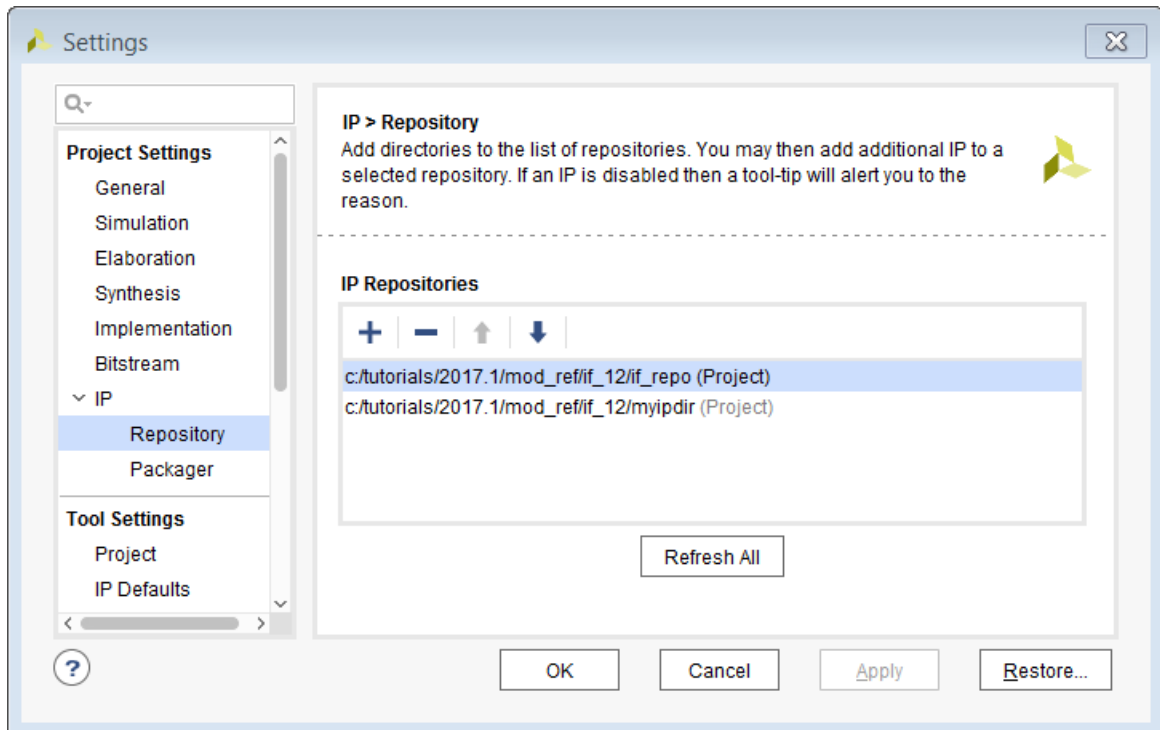 Settings
Project Settings
General
Simulation
Elaboration
Synthesis
Implementation
Bitstream
IP
Repository
Packager
Tool Settings
Project
IP Defaults
IP > Repository
Add directories to the list of repositories. You may then add additional IP to a
selected repository. If an IP is disabled then a tool-tip will alert you to the
reason.
IP Repositories
c:/tutorials/2017.1/mod_ref/if_12/if_repo (Project)
c:/tutorials/2017.1/mod_ref/if_12/myipdir (Project)
Refresh All
?
OK
Cancel
Apply
Restore...